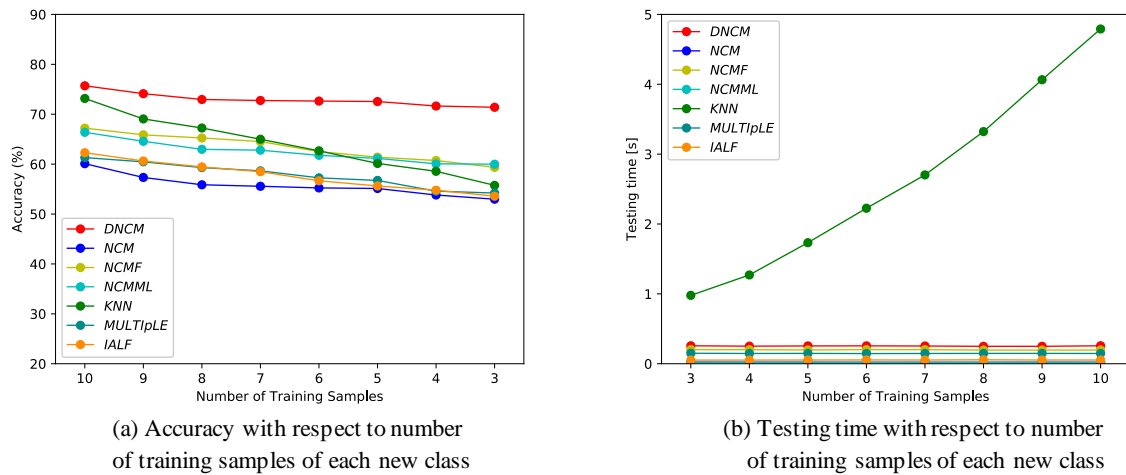 90
80
70
60
50
40
30
20
Accuracy (%)
DNCM
NCM
NCMF
NCMML
KNN
MULTIpLE
IALF
10 9 8 7 6 5 4 3
Number of Training Samples
(a) Accuracy with respect to number
of training samples of each new class
5
4
3
2
1
0
Testing time [s]
DNCM
NCM
NCMF
NCMML
KNN
MULTIpLE
IALF
3 4 5 6 7 8 9 10
Number of Training Samples
(b) Testing time with respect to number
of training samples of each new class